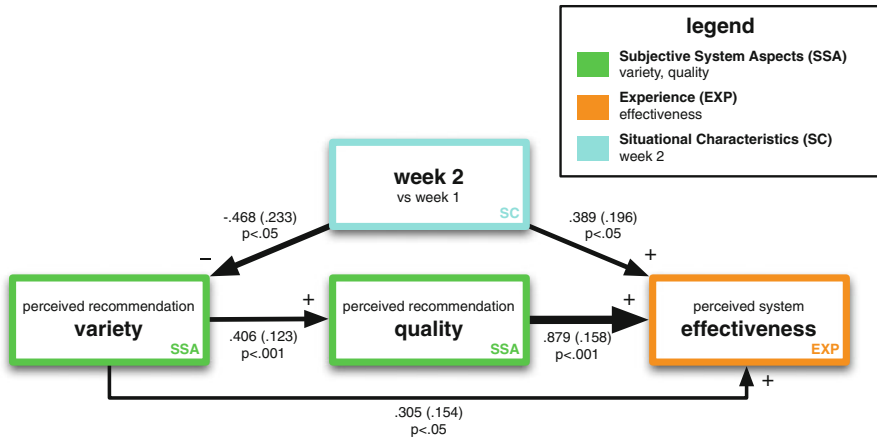 legend
Subjective System Aspects (SSA)
variety, quality
Experience (EXP)
effectiveness
Situational Characteristics (SC)
week 2
week 2
vs week 1
SC
-.468 (.233)
p<.05
.389 (.196)
p<.05
–
+
perceived recommendation
variety
SSA
+
.406 (.123)
p<.001
perceived recommendation
quality
SSA
+
.879 (.158)
p<.001
perceived system
effectiveness
EXP
+
.305 (.154)
p<.05